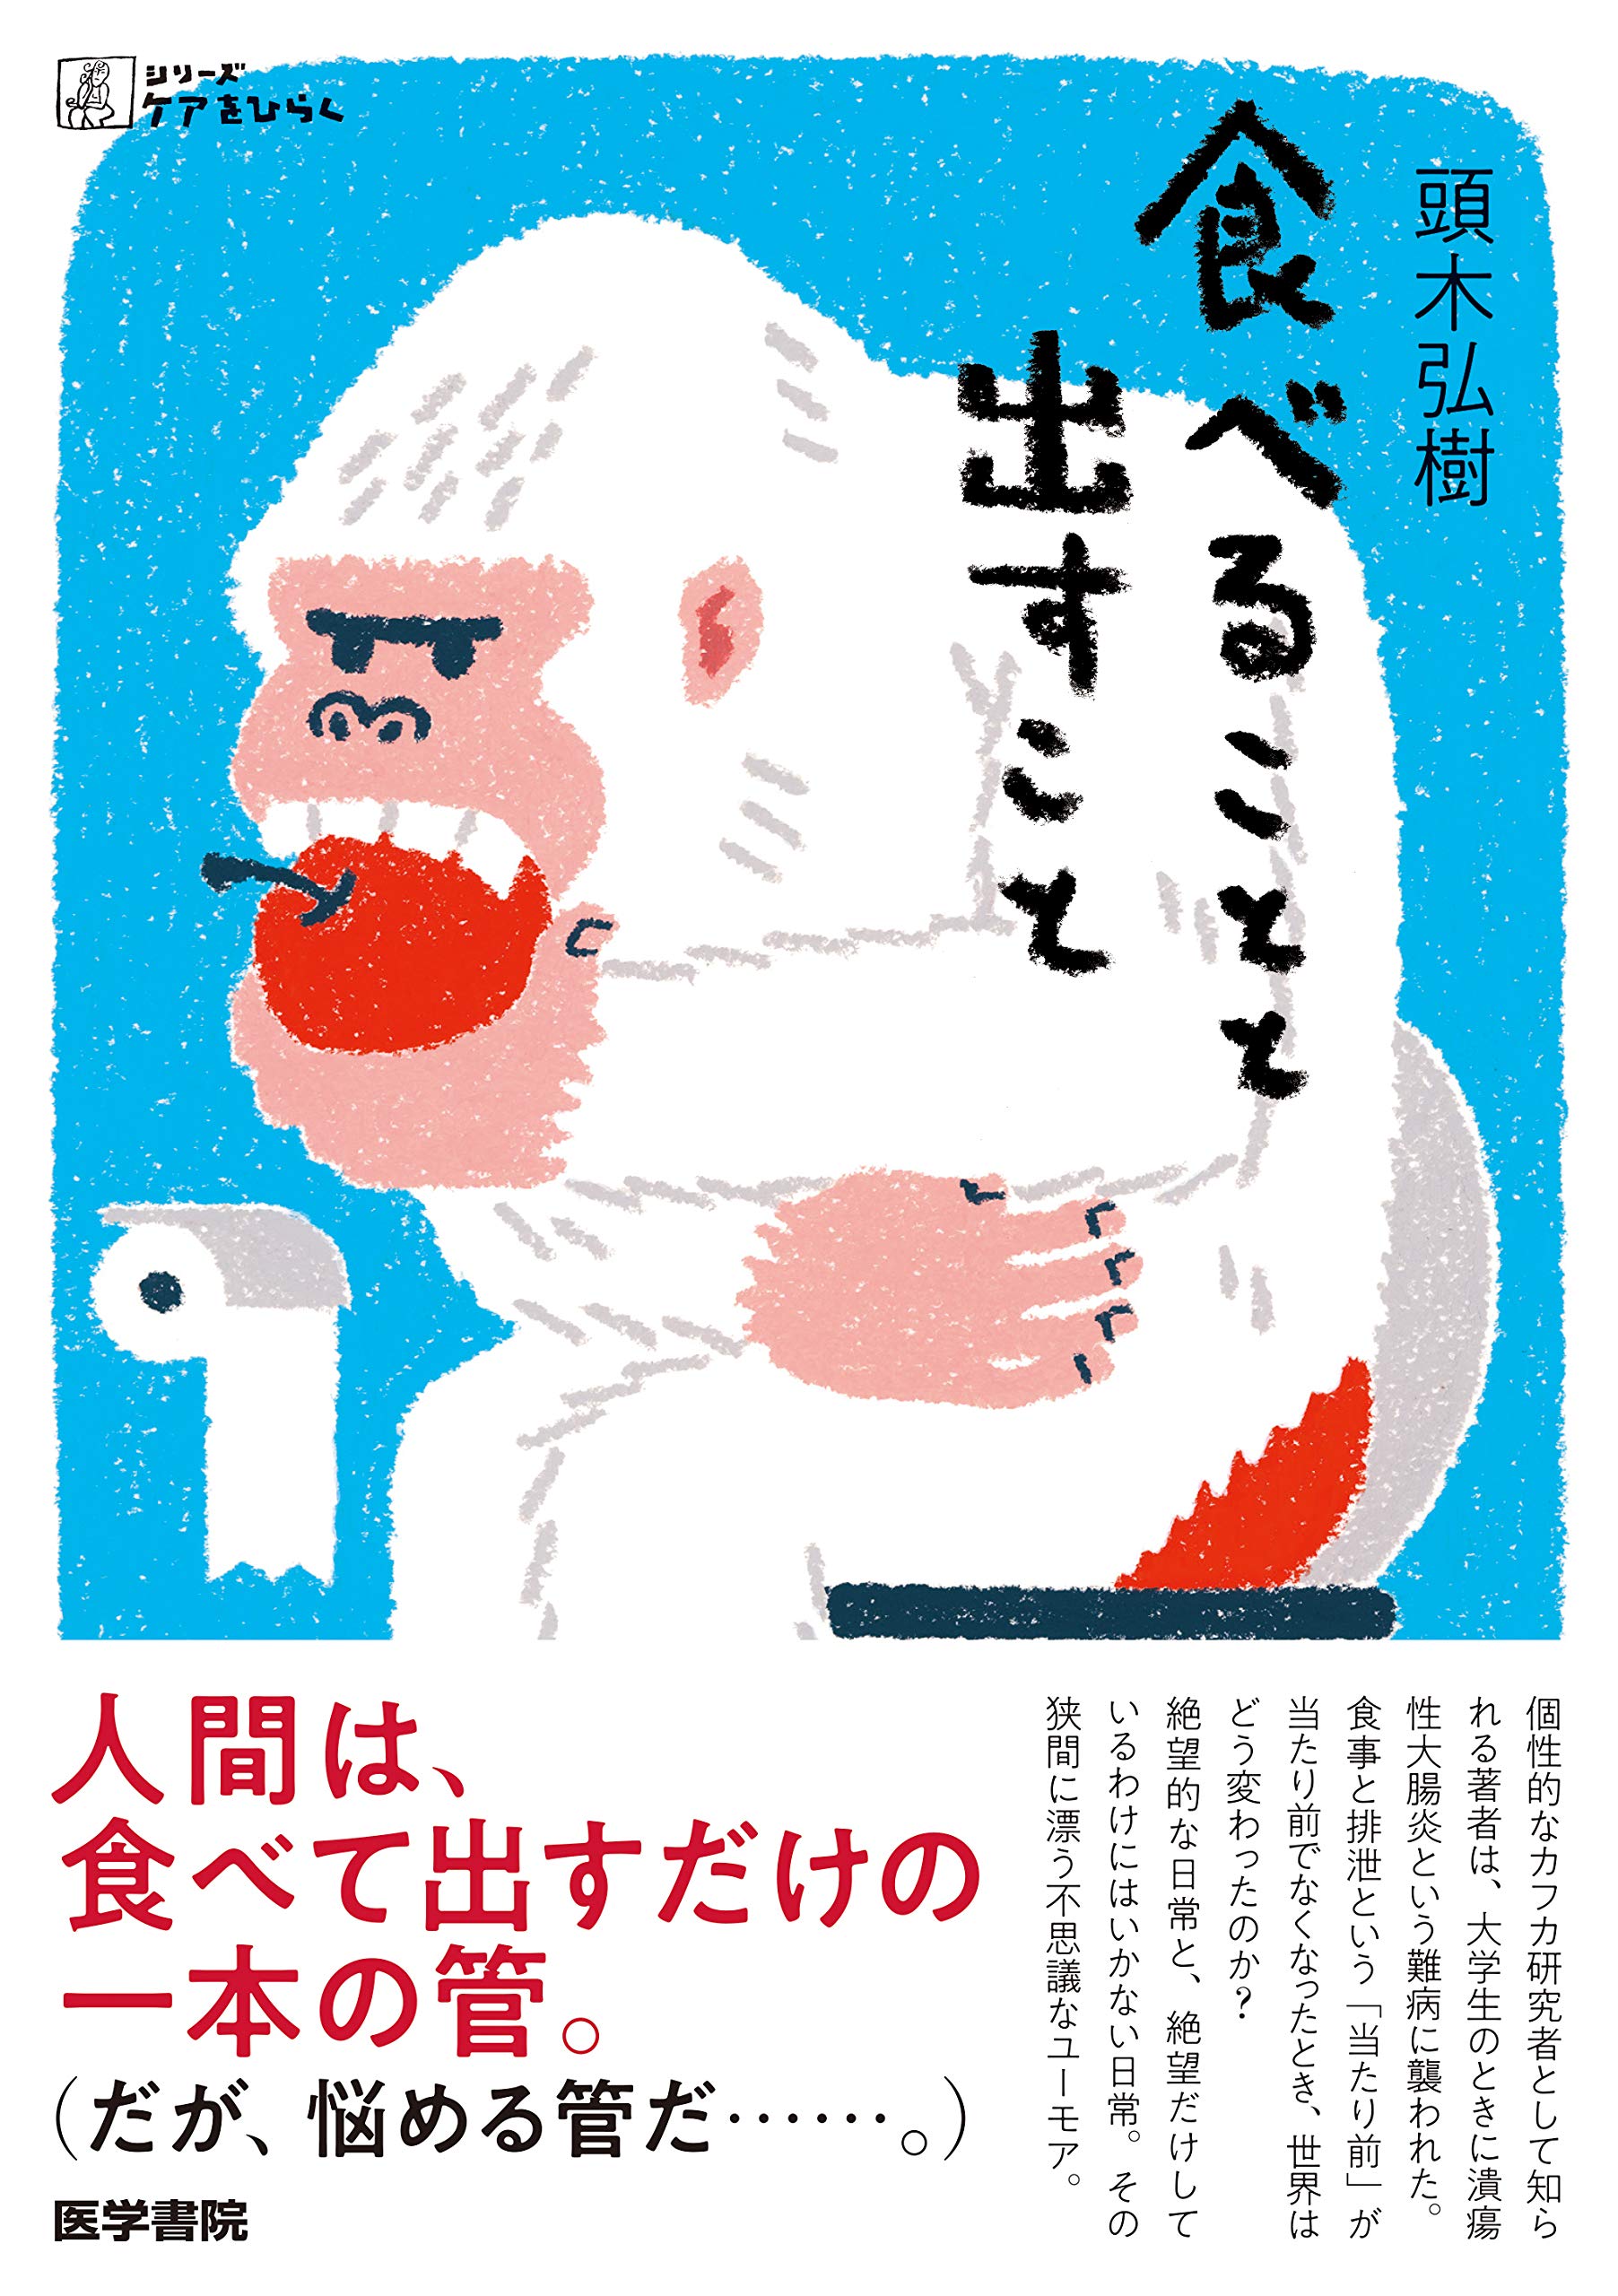 シリーズ
ケアをひらく
頭木弘樹
食べることと
出すこと
人間は、
食べて出すだけの
一本の管。
（だが、悩める管だ……。）
医学書院
個性的なカフカ研究者として知ら
れる著者は、大学生のときに潰瘍
性大腸炎という難病に襲われた。
食事と排泄という「当たり前」が
当たり前でなくなったとき、世界は
どう変わったのか？
絶望的な日常と、絶望だけして
いるわけにはいかない日常。その
狭間に漂う不思議なユーモア。